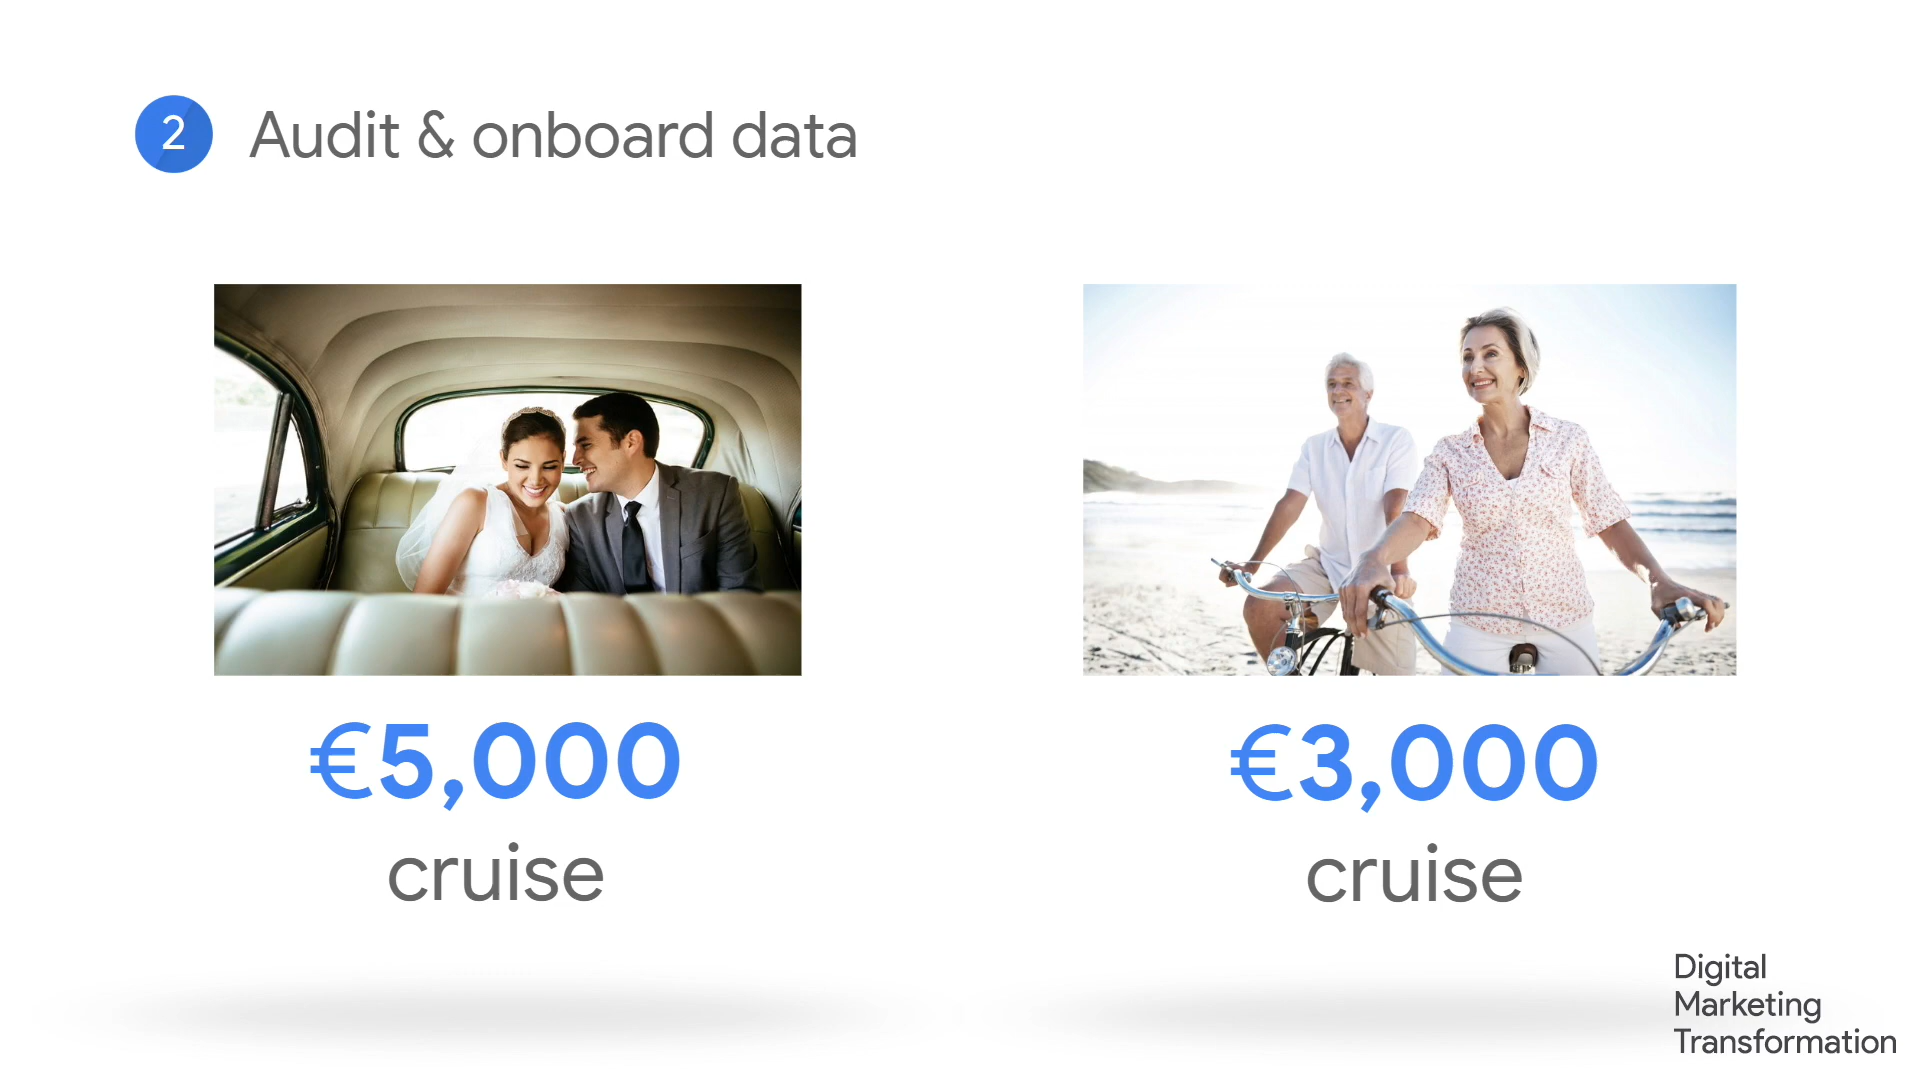 2 Audit & onboard data
€5,000
cruise
€3,000
cruise
Digital
Marketing
Transformation